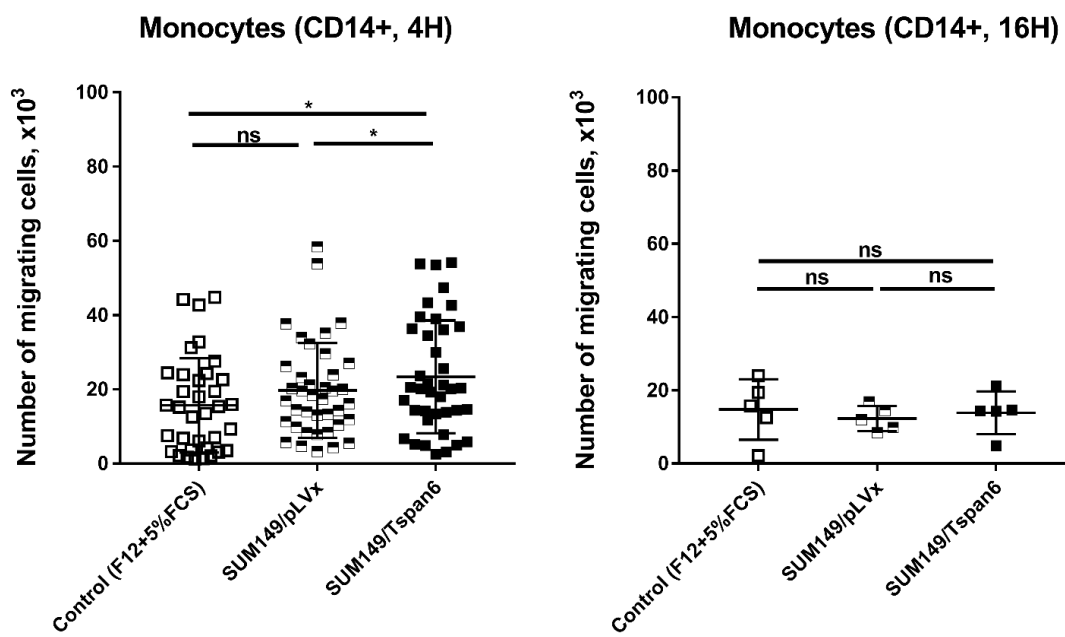 Monocytes (CD14+, 4H)
Number of migrating cells, x10³
100
80
60
40
20
0
*
ns
*
Control (F12+5%FCS)
SUM149/pLVx
SUM149/Tspan6
Monocytes (CD14+, 16H)
Number of migrating cells, x10³
100
80
60
40
20
0
ns
ns
ns
Control (F12+5%FCS)
SUM149/pLVx
SUM149/Tspan6